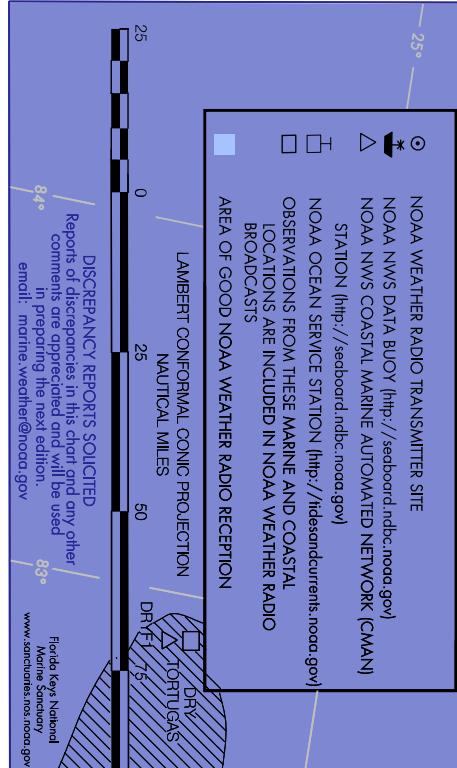 25°
NOAA WEATHER RADIO TRANSMITTER SITE
NOAA NWS DATA BUOY (http://seaboard.ndbc.noaa.gov)
NOAA NWS COASTAL MARINE AUTOMATED NETWORK (CMAN)
STATION (http://seaboard.ndbc.noaa.gov)
NOAA OCEAN SERVICE STATION (http://tidesandcurrents.noaa.gov)
OBSERVATIONS FROM THESE MARINE AND COASTAL
LOCATIONS ARE INCLUDED IN NOAA WEATHER RADIO
BROADCASTS
AREA OF GOOD NOAA WEATHER RADIO RECEPTION
DRY
TORTUGAS
DRYF1
LAMBERT CONFORMAL CONIC PROJECTION
NAUTICAL MILES
25 0 25 50 75
DISCREPANCY REPORTS SOLICITED
Reports of discrepancies in this chart and any other
comments are appreciated and will be used
in preparing the next edition.
email: marine.weather@noaa.gov
84°
83°
Florida Keys National
Marine Sanctuary
www.sanctuaries.nos.noaa.gov